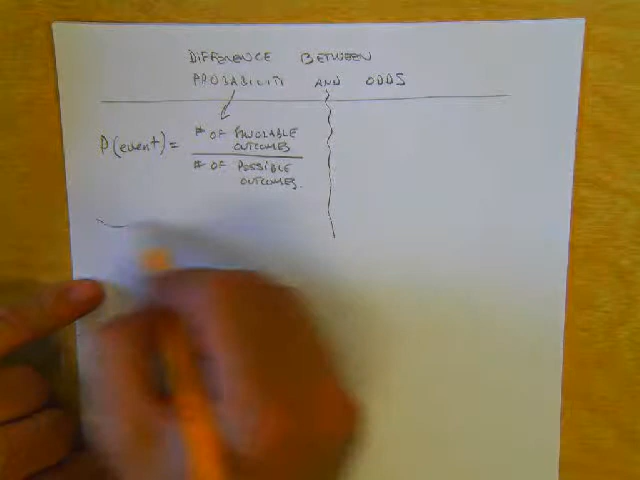 DIFFERENCE BETWEEN
PROBABILITY AND ODDS
P(event) = # OF FAVORABLE
OUTCOMES
# OF POSSIBLE
OUTCOMES.